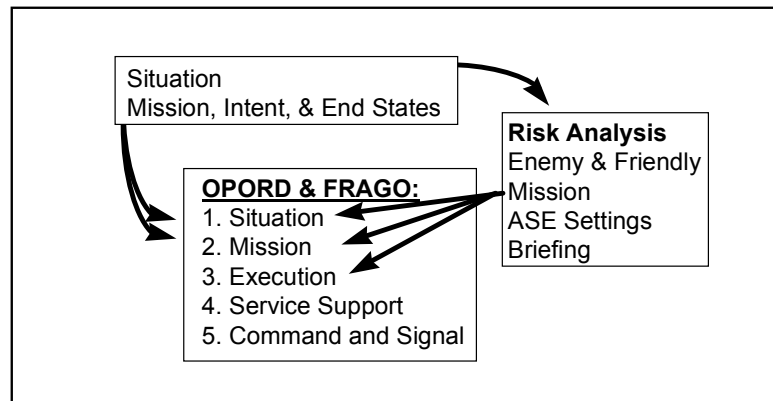 Situation
Mission, Intent, & End States
Risk Analysis
Enemy & Friendly
Mission
ASE Settings
Briefing
OPORD & FRAGO:
1. Situation
2. Mission
3. Execution
4. Service Support
5. Command and Signal